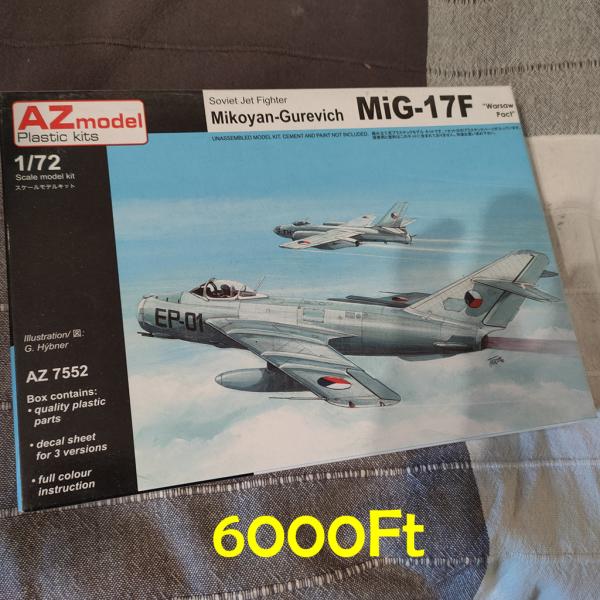 AZmodel
Plastic kits
1/72
Scale model kit
スケールモデルキット
Soviet Jet Fighter
Mikoyan-Gurevich MiG-17F "Warsaw Pact"
UNASSEMBLED MODEL KIT. CEMENT AND PAINT NOT INCLUDED.
EP-01
Illustration/ 図:
G. Hýbner
AZ 7552
Box contains:
• quality plastic
parts
• decal sheet
for 3 versions
• full colour
instruction
6000Ft